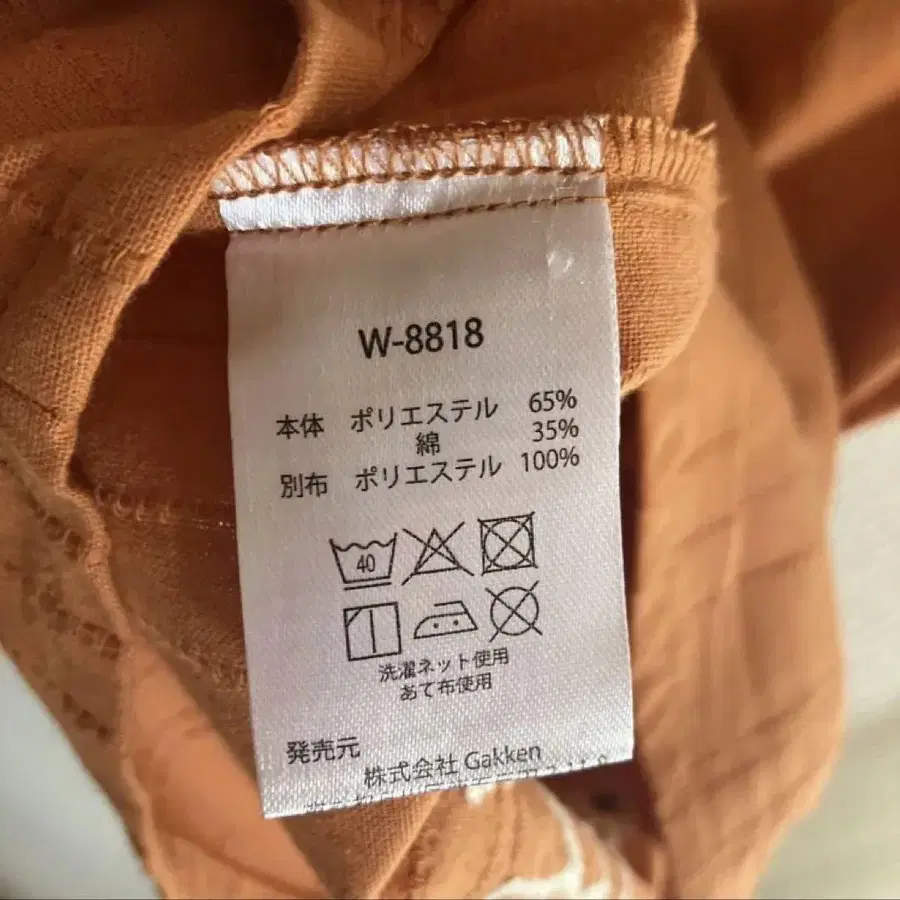 W-8818
本体 ポリエステル 65%
綿 35%
別布 ポリエステル 100%
40
洗濯ネット使用
あて布使用
発売元
株式会社 Gakken